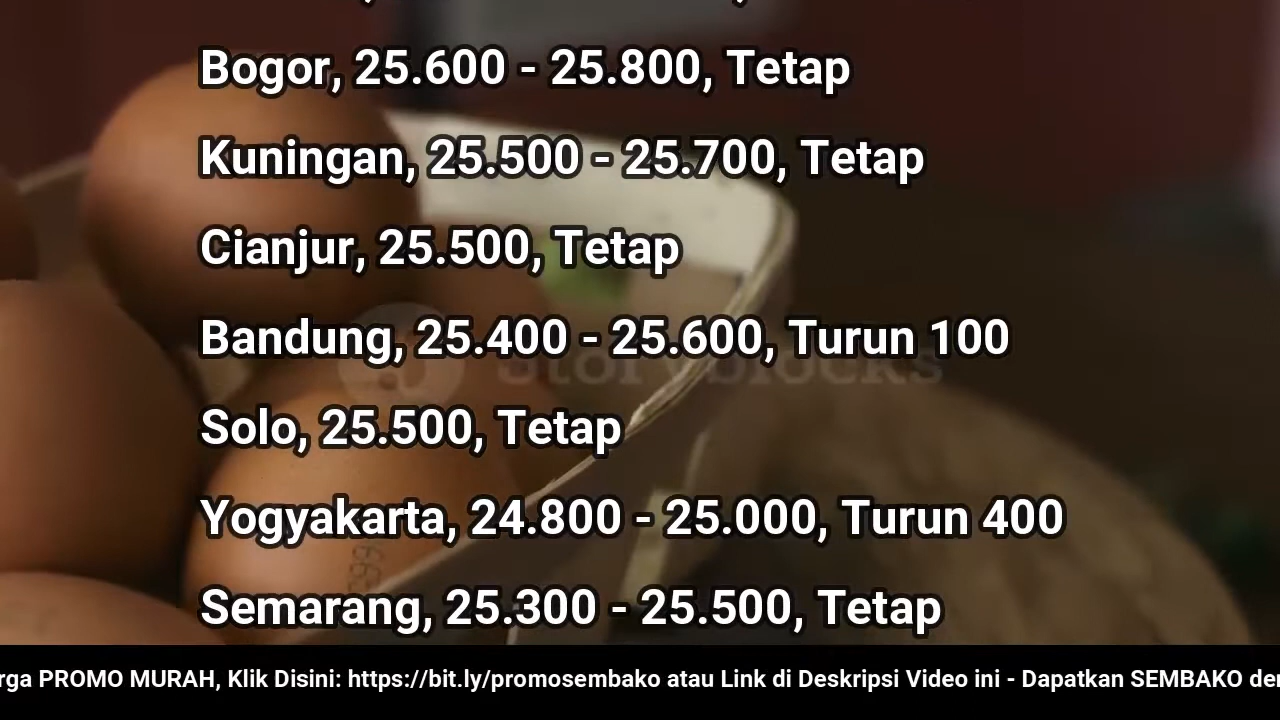 Bogor, 25.600 - 25.800, Tetap
Kuningan, 25.500 - 25.700, Tetap
Cianjur, 25.500, Tetap
Bandung, 25.400 - 25.600, Turun 100
Storyblocks
Solo, 25.500, Tetap
Yogyakarta, 24.800 - 25.000, Turun 400
Semarang, 25.300 - 25.500, Tetap
rga PROMO MURAH, Klik Disini: https://bit.ly/promosembako atau Link di Deskripsi Video ini - Dapatkan SEMBAKO de